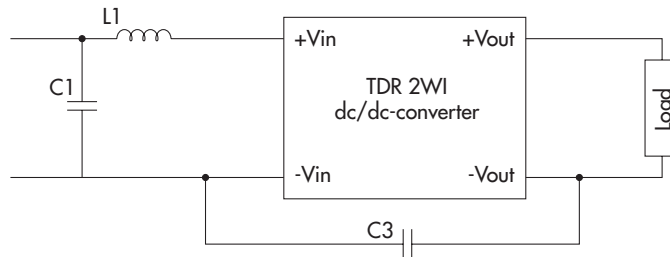 L1
+Vin
+Vout
C1
TDR 2WI
dc/dc-converter
Load
-Vin
-Vout
C3